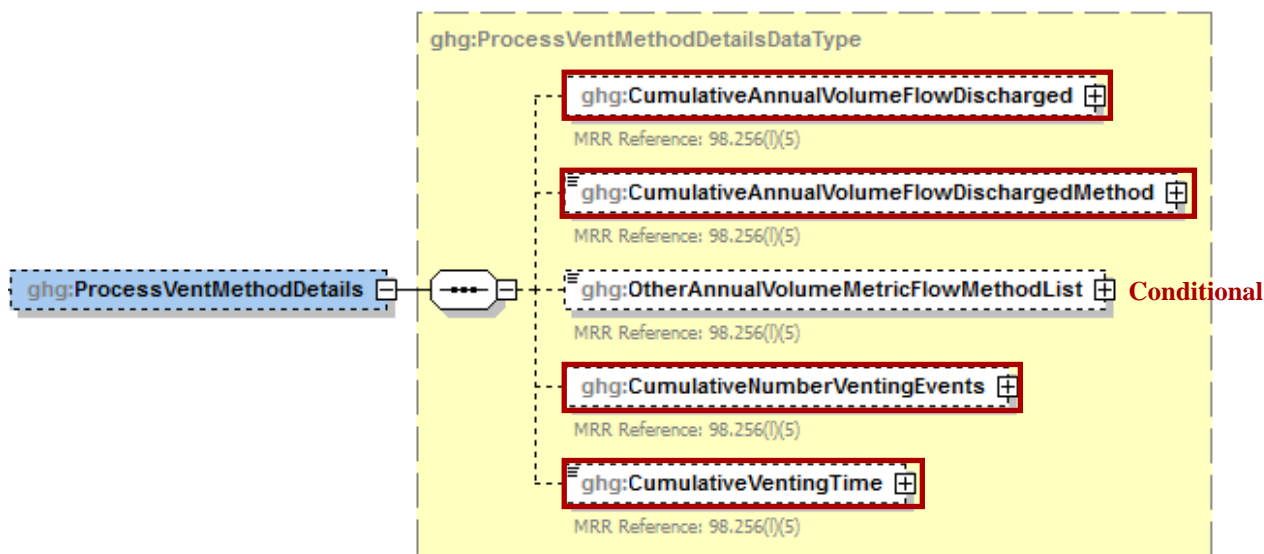 ghg:ProcessVentMethodDetailsDataType
ghg:CumulativeAnnualVolumeFlowDischarged
MRR Reference: 98.256(l)(5)
ghg:CumulativeAnnualVolumeFlowDischargedMethod
MRR Reference: 98.256(l)(5)
ghg:ProcessVentMethodDetails
ghg:OtherAnnualVolumeMetricFlowMethodList Conditional
MRR Reference: 98.256(l)(5)
ghg:CumulativeNumberVentingEvents
MRR Reference: 98.256(l)(5)
ghg:CumulativeVentingTime
MRR Reference: 98.256(l)(5)